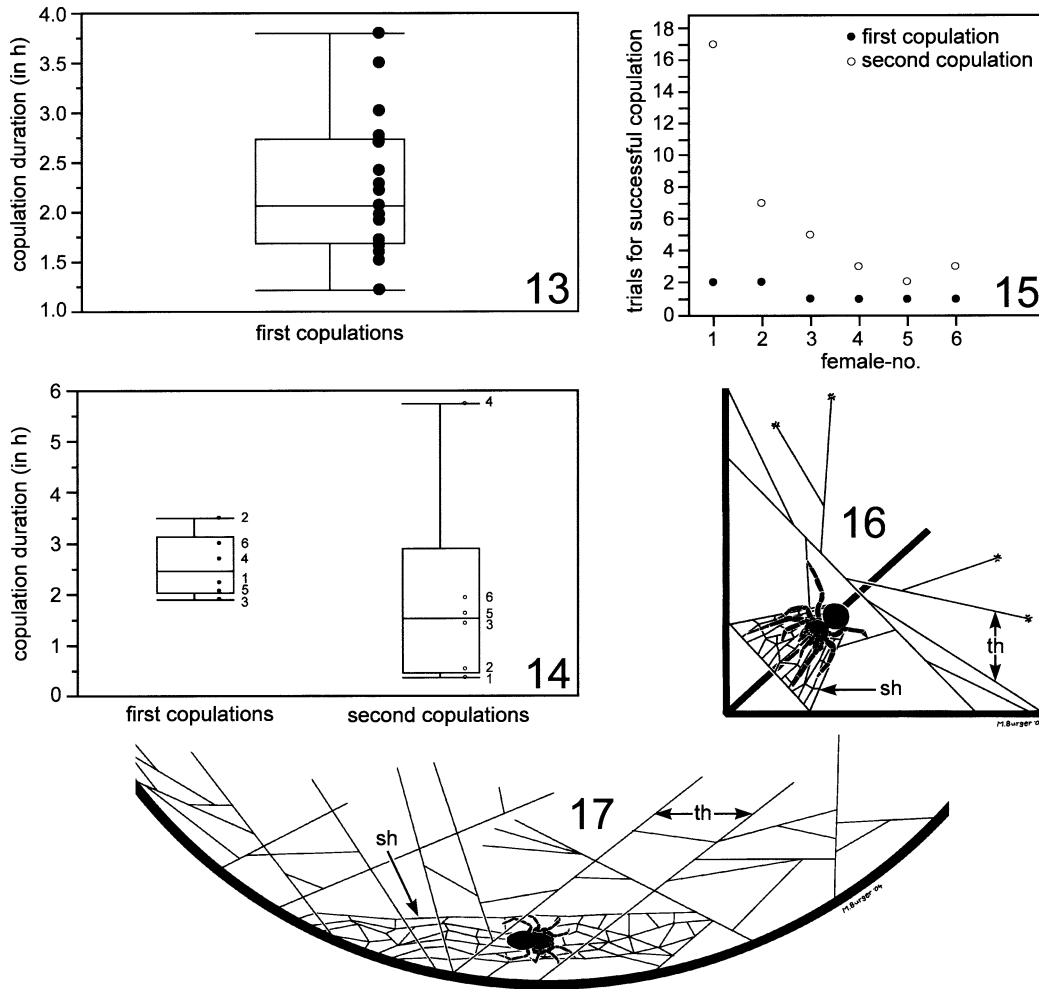 copulation duration (in h)
4.0
3.5
3.0
2.5
2.0
1.5
1.0
13
first copulations
trials for successful copulation
18
16
14
12
10
8
6
4
2
0
first copulation
second copulation
15
1 2 3 4 5 6
female-no.
copulation duration (in h)
6
5
4
3
2
1
0
2
6
4
1
5
3
4
6
5
3
2
1
14
first copulations second copulations
16
th
sh
17
sh
th
M.Burger '04